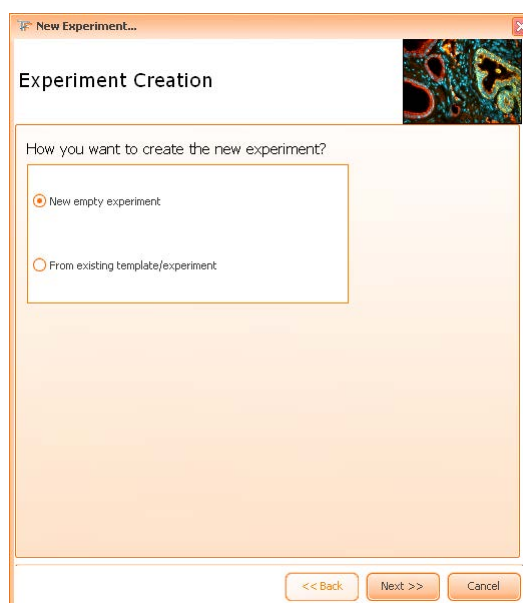 New Experiment...
Experiment Creation
How you want to create the new experiment?
New empty experiment
From existing template/experiment
<< Back
Next >>
Cancel